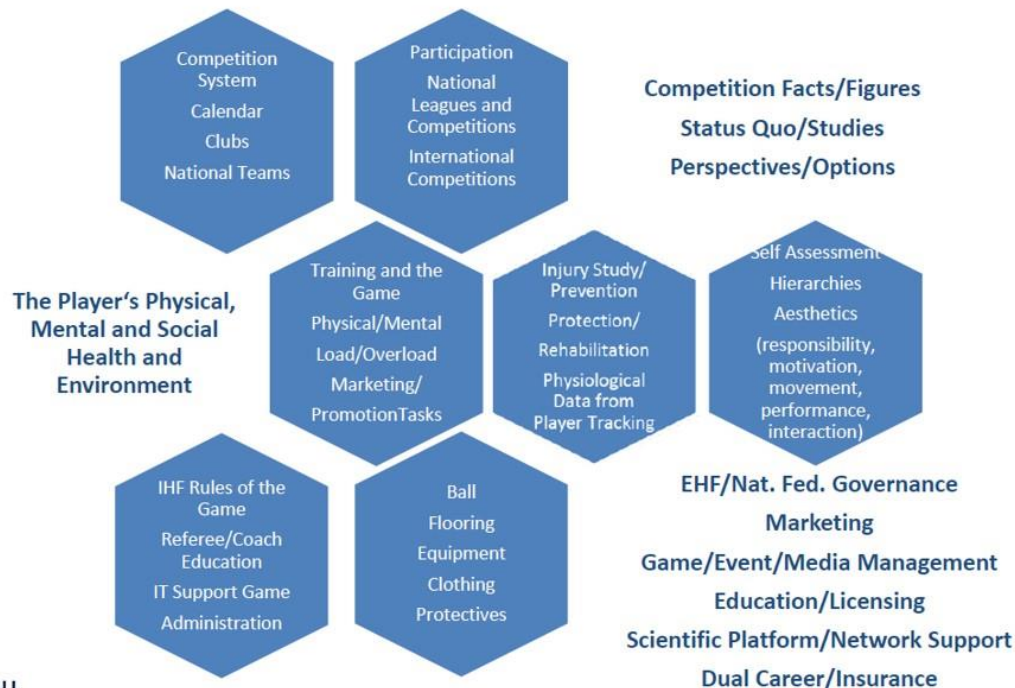 Competition
System
Calendar
Clubs
National Teams
Participation
National
Leagues and
Competitions
International
Competitions
Competition Facts/Figures
Status Quo/Studies
Perspectives/Options
The Player‘s Physical,
Mental and Social
Health and
Environment
Training and the
Game
Physical/Mental
Load/Overload
Marketing/
PromotionTasks
Injury Study/
Prevention
Protection/
Rehabilitation
Physiological
Data from
Player Tracking
Self Assessment
Hierarchies
Aesthetics
(responsibility,
motivation,
movement,
performance,
interaction)
IHF Rules of the
Game
Referee/Coach
Education
IT Support Game
Administration
Ball
Flooring
Equipment
Clothing
Protectives
EHF/Nat. Fed. Governance
Marketing
Game/Event/Media Management
Education/Licensing
Scientific Platform/Network Support
Dual Career/Insurance